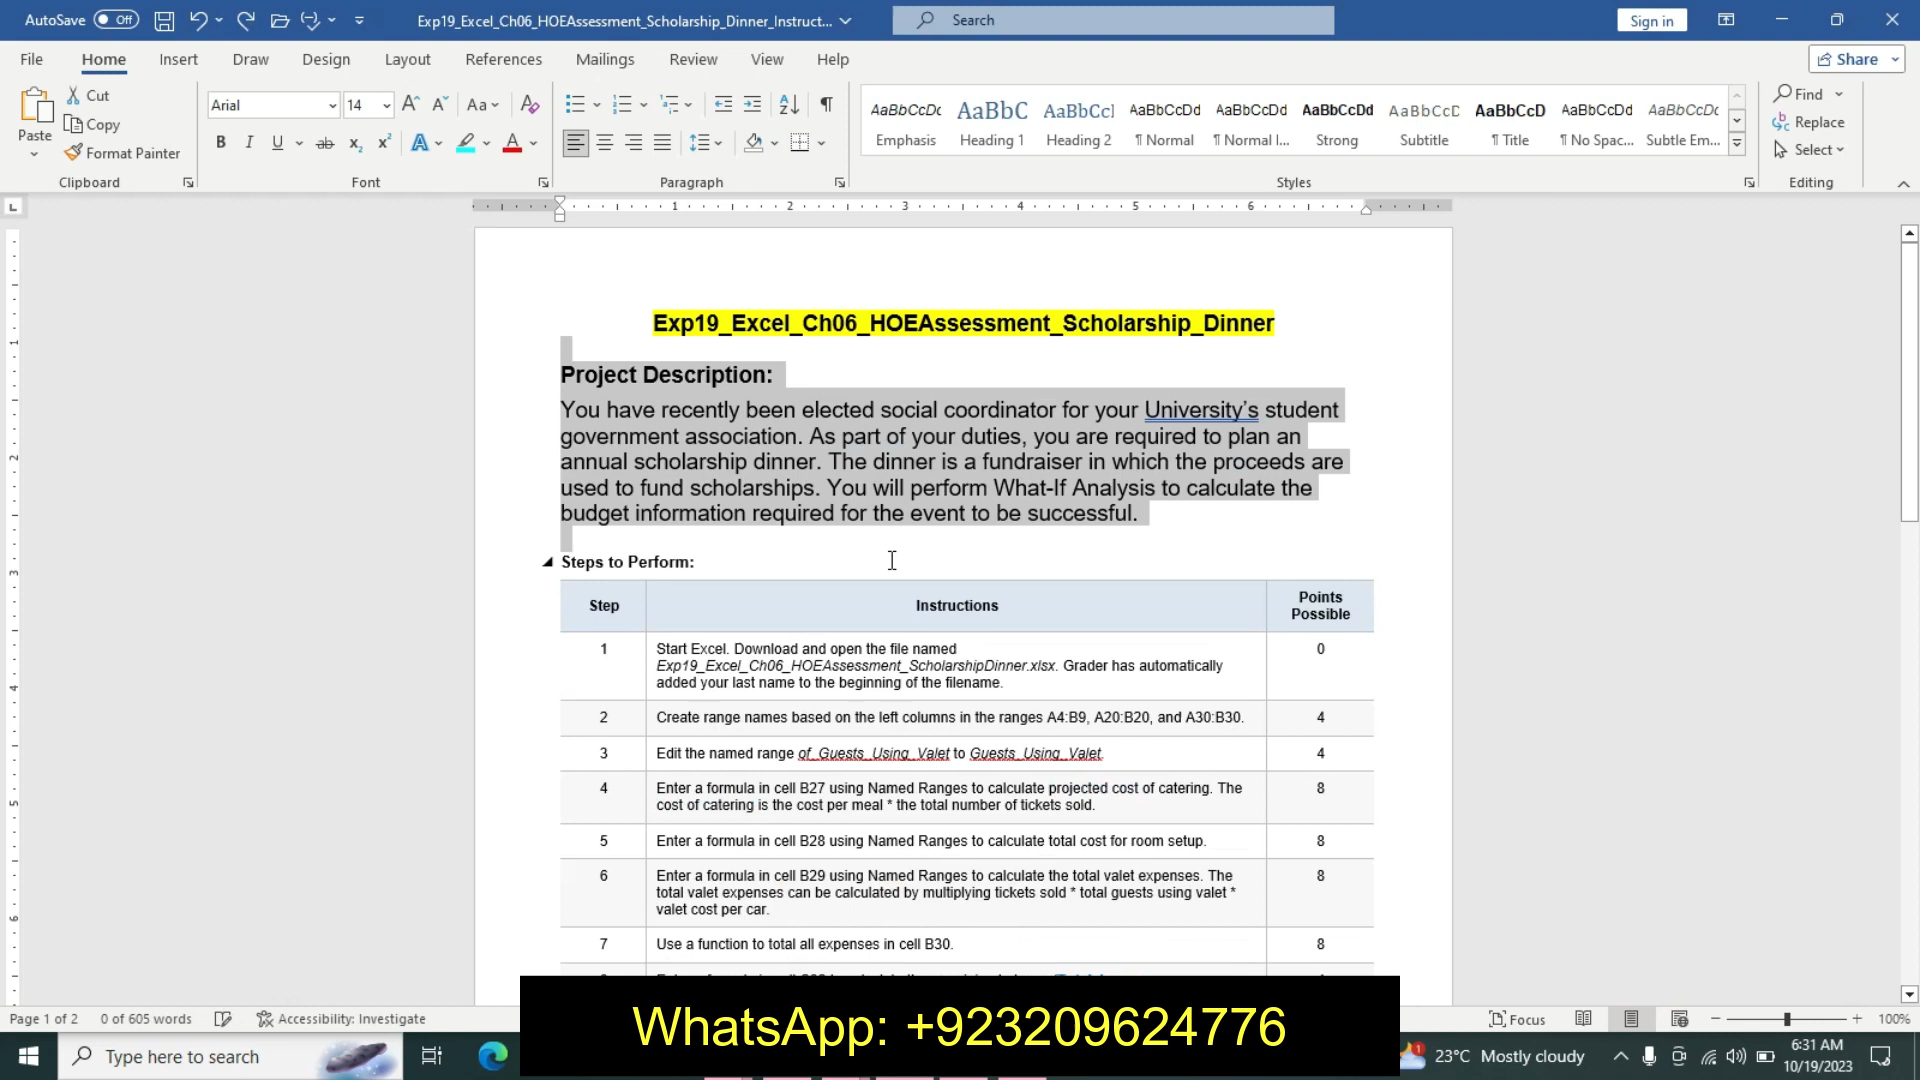 AutoSave Off
Exp19_Excel_Ch06_HOEAssessment_Scholarship_Dinner_Instruct...
Search
Sign in
File Home Insert Draw Design Layout References Mailings Review View Help
Share
Paste
Cut
Copy
Format Painter
Clipboard
Arial 14
Font
Paragraph
AaBbCcDc AaBbC AaBbCcI AaBbCcDd AaBbCcDd AaBbCcDd AaBbCcD AaBbCcD AaBbCcDd AaBbCcDc
Emphasis Heading 1 Heading 2 ¶ Normal ¶ Normal I... Strong Subtitle ¶ Title ¶ No Spac... Subtle Em...
Styles
Find
Replace
Select
Editing
1 2 3 4 5 6
Exp19_Excel_Ch06_HOEAssessment_Scholarship_Dinner
Project Description:
You have recently been elected social coordinator for your University’s student
government association. As part of your duties, you are required to plan an
annual scholarship dinner. The dinner is a fundraiser in which the proceeds are
used to fund scholarships. You will perform What-If Analysis to calculate the
budget information required for the event to be successful.
Steps to Perform:
Step Instructions Points Possible
1 Start Excel. Download and open the file named
Exp19_Excel_Ch06_HOEAssessment_ScholarshipDinner.xlsx. Grader has automatically
added your last name to the beginning of the filename. 0
2 Create range names based on the left columns in the ranges A4:B9, A20:B20, and A30:B30. 4
3 Edit the named range of_Guests_Using_Valet to Guests_Using_Valet. 4
4 Enter a formula in cell B27 using Named Ranges to calculate projected cost of catering. The
cost of catering is the cost per meal * the total number of tickets sold. 8
5 Enter a formula in cell B28 using Named Ranges to calculate total cost for room setup. 8
6 Enter a formula in cell B29 using Named Ranges to calculate the total valet expenses. The
total valet expenses can be calculated by multiplying tickets sold * total guests using valet *
valet cost per car. 8
7 Use a function to total all expenses in cell B30. 8
WhatsApp: +923209624776
Page 1 of 2 0 of 605 words Accessibility: Investigate
Focus 100%
Type here to search
23°C Mostly cloudy
6:31 AM
10/19/2023